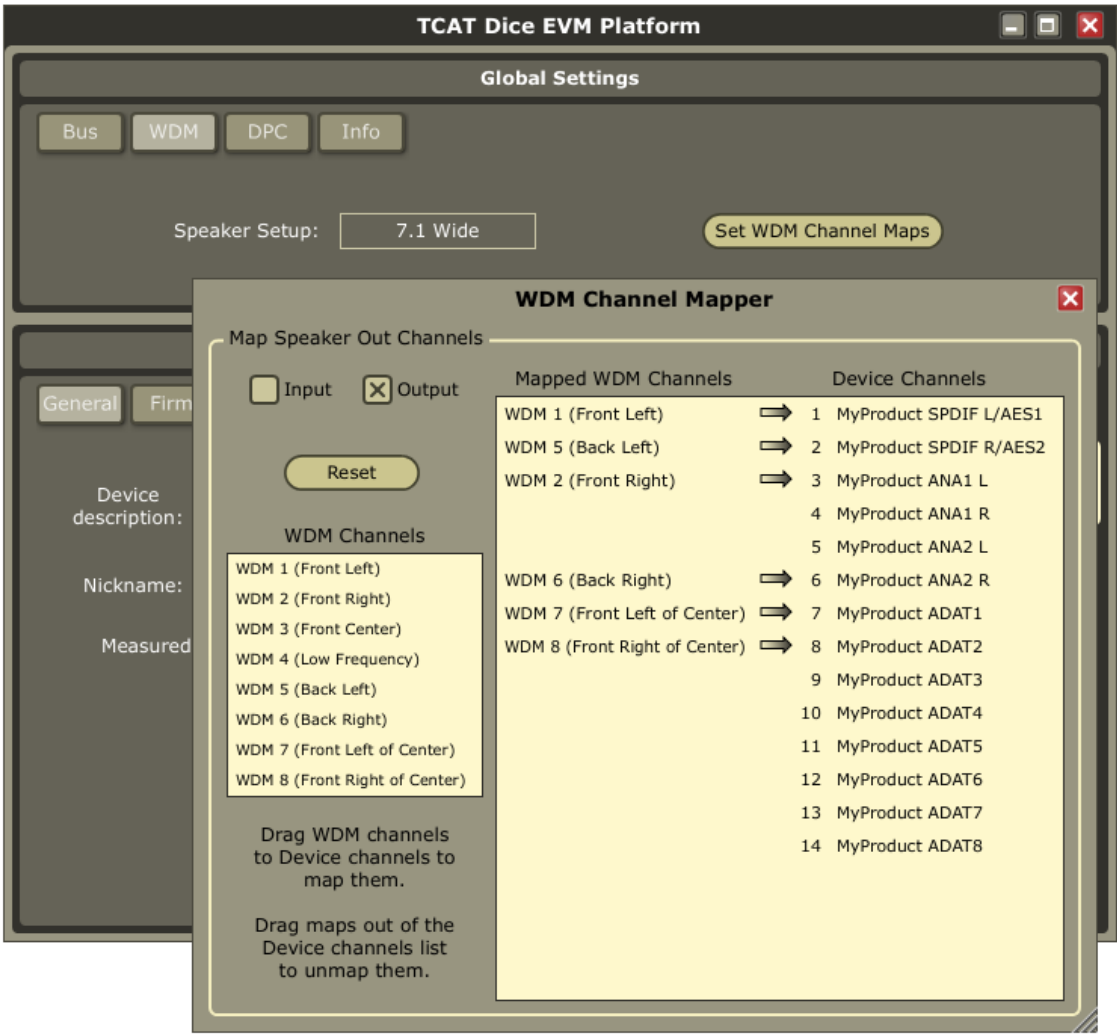 TCAT Dice EVM Platform
Global Settings
Bus
WDM
DPC
Info
Speaker Setup:
7.1 Wide
Set WDM Channel Maps
General
Firm
Device
description:
Nickname:
Measured
WDM Channel Mapper
Map Speaker Out Channels
Input
Output
Reset
WDM Channels
WDM 1 (Front Left)
WDM 2 (Front Right)
WDM 3 (Front Center)
WDM 4 (Low Frequency)
WDM 5 (Back Left)
WDM 6 (Back Right)
WDM 7 (Front Left of Center)
WDM 8 (Front Right of Center)
Drag WDM channels
to Device channels to
map them.
Drag maps out of the
Device channels list
to unmap them.
Mapped WDM Channels Device Channels
WDM 1 (Front Left) 1 MyProduct SPDIF L/AES1
WDM 5 (Back Left) 2 MyProduct SPDIF R/AES2
WDM 2 (Front Right) 3 MyProduct ANA1 L
4 MyProduct ANA1 R
5 MyProduct ANA2 L
WDM 6 (Back Right) 6 MyProduct ANA2 R
WDM 7 (Front Left of Center) 7 MyProduct ADAT1
WDM 8 (Front Right of Center) 8 MyProduct ADAT2
9 MyProduct ADAT3
10 MyProduct ADAT4
11 MyProduct ADAT5
12 MyProduct ADAT6
13 MyProduct ADAT7
14 MyProduct ADAT8